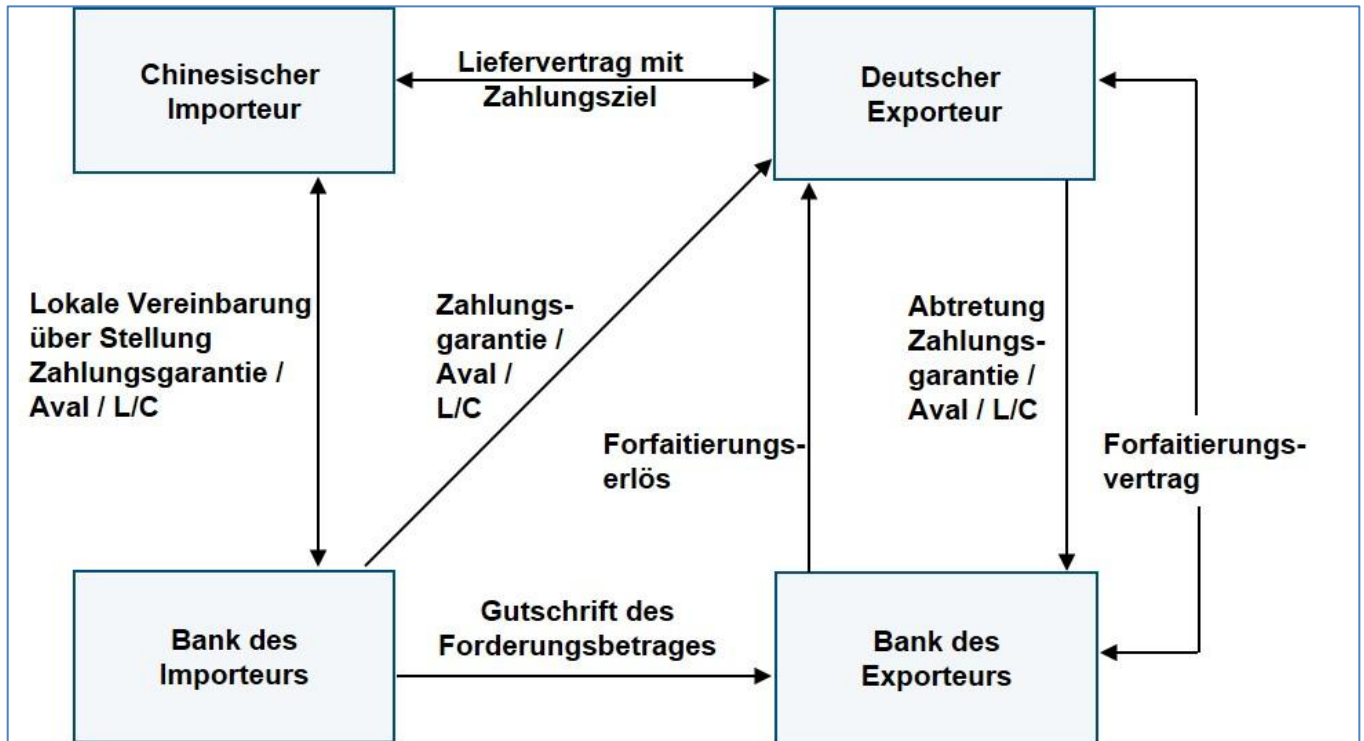 Chinesischer
Importeur
Liefervertrag mit
Zahlungsziel
Deutscher
Exporteur
Lokale Vereinbarung
über Stellung
Zahlungsgarantie /
Aval / L/C
Zahlungs-
garantie /
Aval /
L/C
Forfaitierungs-
erlös
Abtretung
Zahlungs-
garantie /
Aval / L/C
Forfaitierungs-
vertrag
Bank des
Importeurs
Gutschrift des
Forderungsbetrages
Bank des
Exporteurs